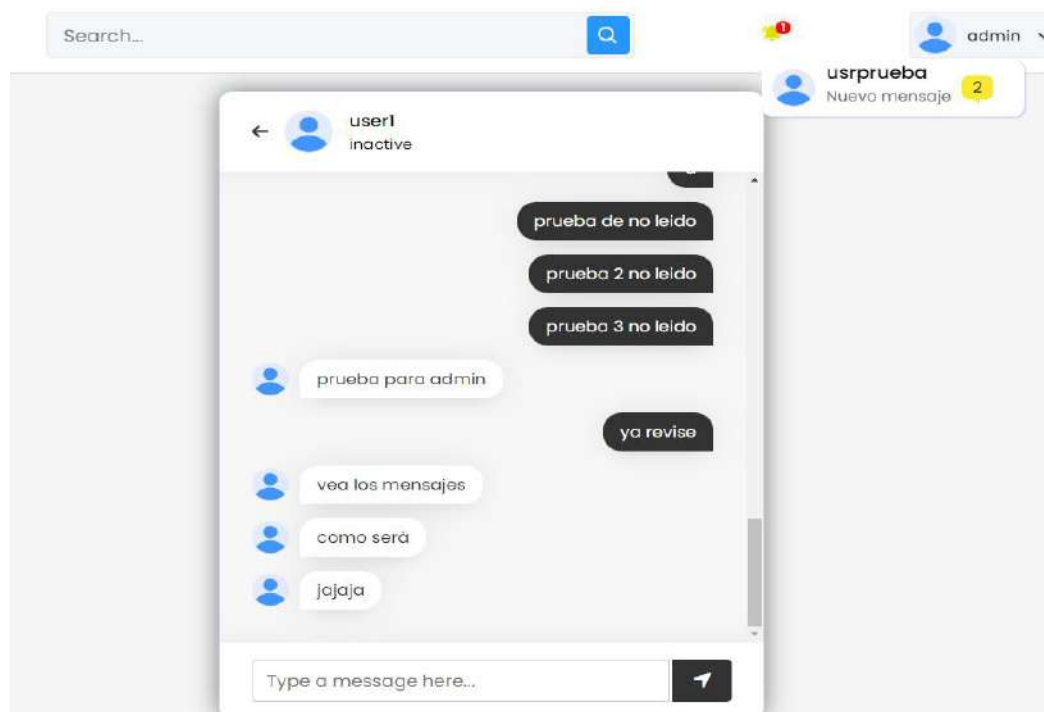 Search...
1
admin
usrprueba
Nuevo mensaje
2
user1
inactive
prueba de no leido
prueba 2 no leido
prueba 3 no leido
prueba para admin
ya revise
vea los mensajes
como será
jajaja
Type a message here...